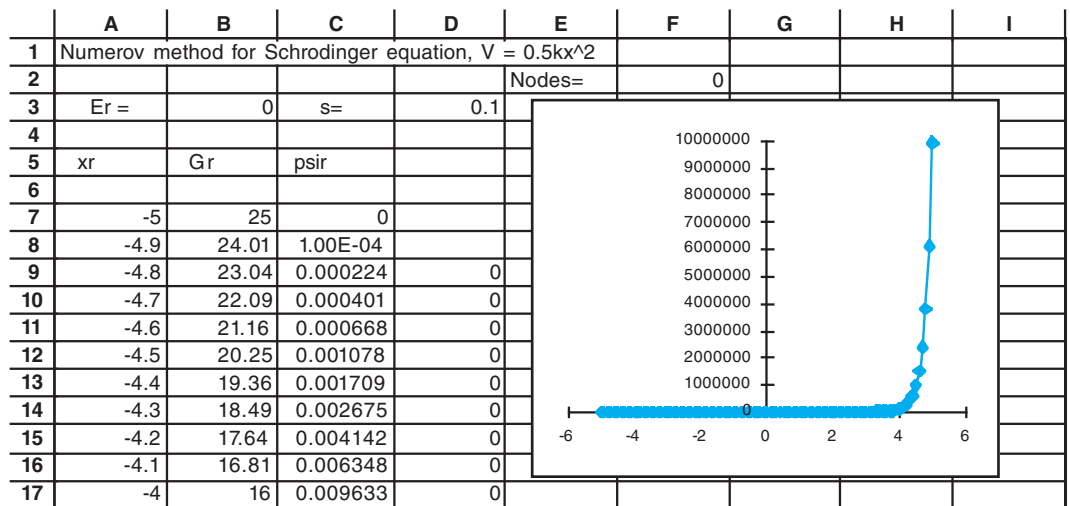 A B C D E F G H I
1 Numerov method for Schrodinger equation, V = 0.5kx^2
2 Nodes= 0
3 Er = 0 s= 0.1
4
5 xr Gr psir
6
7 -5 25 0
8 -4.9 24.01 1.00E-04
9 -4.8 23.04 0.000224 0
10 -4.7 22.09 0.000401 0
11 -4.6 21.16 0.000668 0
12 -4.5 20.25 0.001078 0
13 -4.4 19.36 0.001709 0
14 -4.3 18.49 0.002675 0
15 -4.2 17.64 0.004142 0
16 -4.1 16.81 0.006348 0
17 -4 16 0.009633 0
10000000
9000000
8000000
7000000
6000000
5000000
4000000
3000000
2000000
1000000
0
-6 -4 -2 0 2 4 6